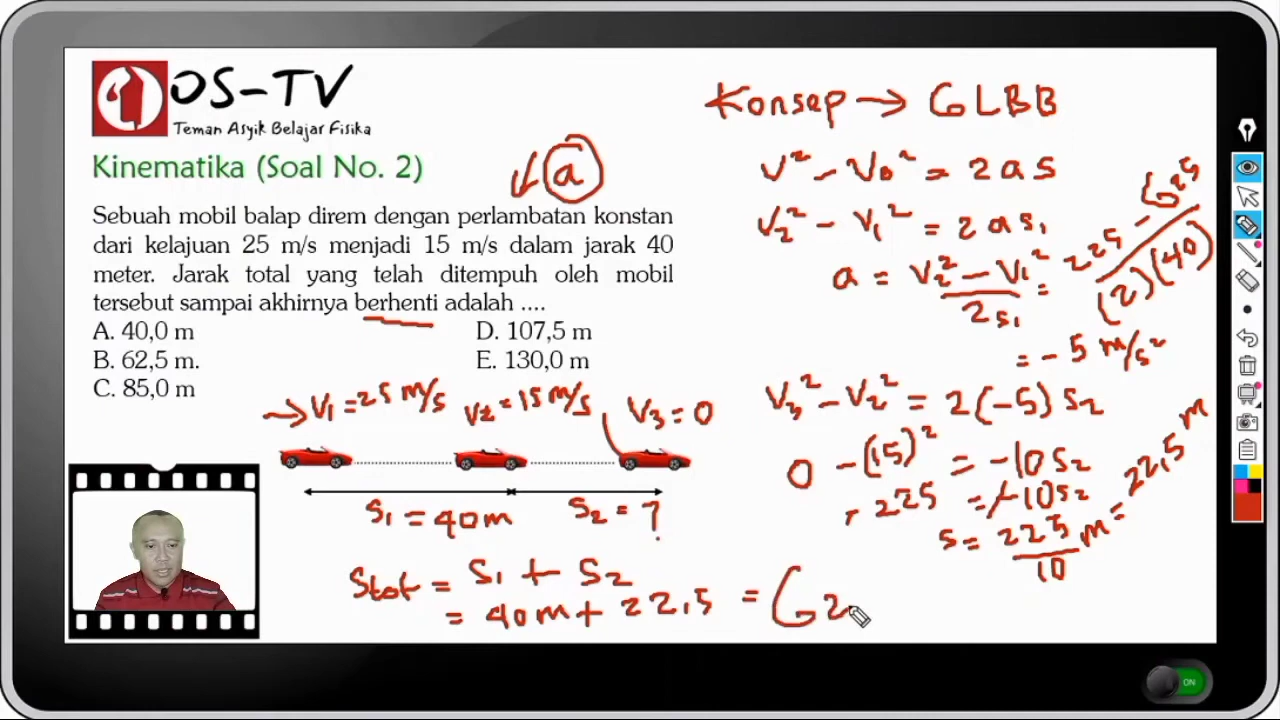 OS-TV
Teman Asyik Belajar Fisika
Kinematika (Soal No. 2)
a
Sebuah mobil balap direm dengan perlambatan konstan
dari kelajuan 25 m/s menjadi 15 m/s dalam jarak 40
meter. Jarak total yang telah ditempuh oleh mobil
tersebut sampai akhirnya berhenti adalah ....
A. 40,0 m
B. 62,5 m.
C. 85,0 m
D. 107,5 m
E. 130,0 m
→ V₁ = 25 m/s
V₂ = 15 m/s
V₃ = 0
S₁ = 40 m
S₂ = ?
Stot = S₁ + S₂
= 40 m + 22,5 = 62
Konsep → GLBB
V² - V₀² = 2 a s
V₂² - V₁² = 2 a s₁
a = (V₂² - V₁²) / 2s₁ = (225 - 625) / (2)(40)
= -5 m/s²
V₃² - V₂² = 2(-5) S₂
0 - (15)² = -10 S₂
- 225 = -10 S₂
s = 225/10 m = 22,5 m
ON